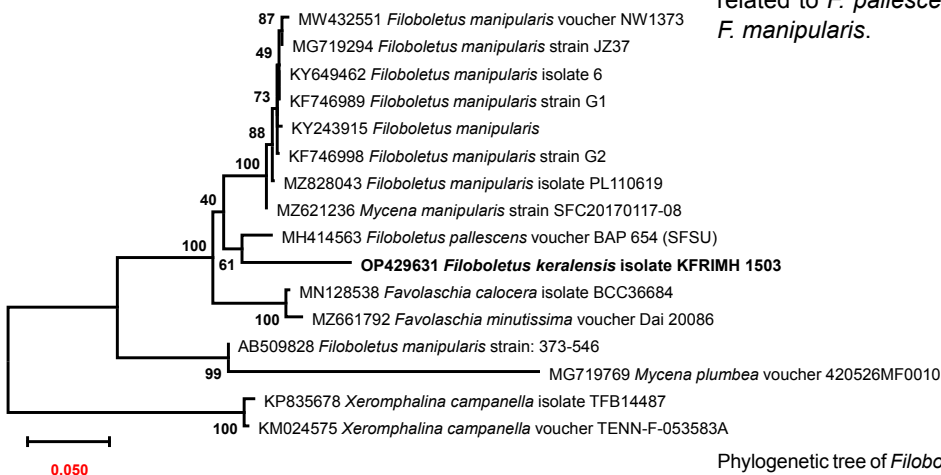 related to F. pallesce
F. manipularis.
87
MW432551 Filoboletus manipularis voucher NW1373
49
MG719294 Filoboletus manipularis strain JZ37
KY649462 Filoboletus manipularis isolate 6
73
KF746989 Filoboletus manipularis strain G1
88
KY243915 Filoboletus manipularis
KF746998 Filoboletus manipularis strain G2
100
MZ828043 Filoboletus manipularis isolate PL110619
40
MZ621236 Mycena manipularis strain SFC20170117-08
100
MH414563 Filoboletus pallescens voucher BAP 654 (SFSU)
61
OP429631 Filoboletus keralensis isolate KFRIMH 1503
MN128538 Favolaschia calocera isolate BCC36684
100
MZ661792 Favolaschia minutissima voucher Dai 20086
AB509828 Filoboletus manipularis strain: 373-546
99
MG719769 Mycena plumbea voucher 420526MF0010
KP835678 Xeromphalina campanella isolate TFB14487
100
KM024575 Xeromphalina campanella voucher TENN-F-053583A
0.050
Phylogenetic tree of Filobo